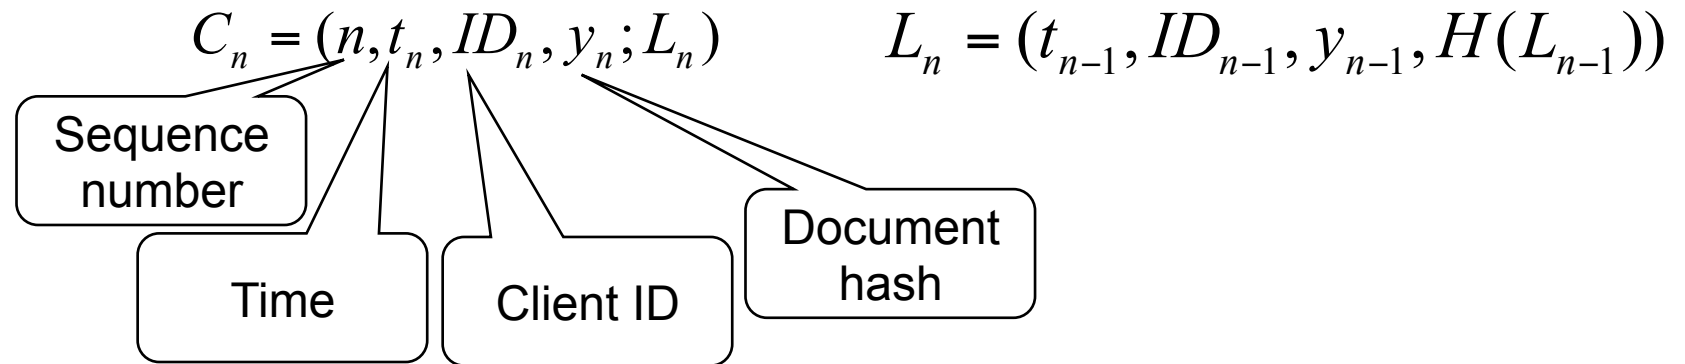 C_n = (n, t_n, ID_n, y_n; L_n)    L_n = (t_{n-1}, ID_{n-1}, y_{n-1}, H(L_{n-1}))
Sequence
number
Time
Client ID
Document
hash